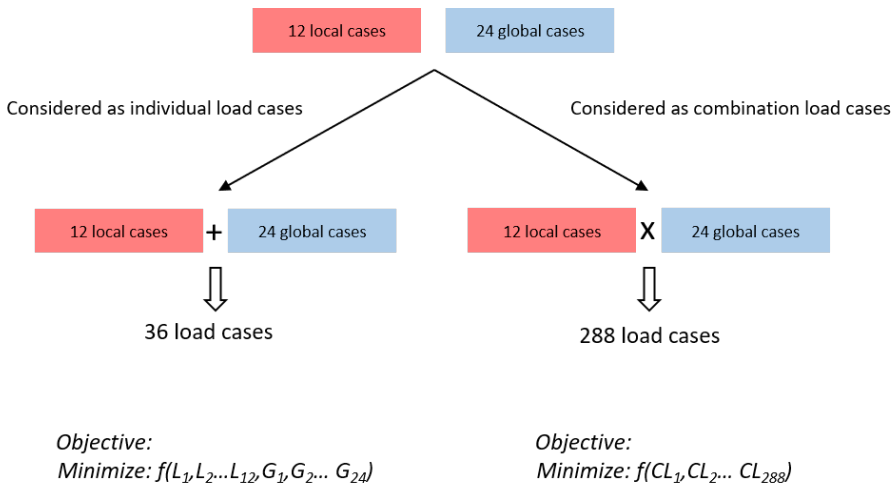 12 local cases 24 global cases
Considered as individual load cases Considered as combination load cases
12 local cases + 24 global cases 12 local cases X 24 global cases
36 load cases 288 load cases
Objective: Objective:
Minimize: f(L₁,L₂...L₁₂,G₁,G₂... G₂₄) Minimize: f(CL₁,CL₂... CL₂₈₈)